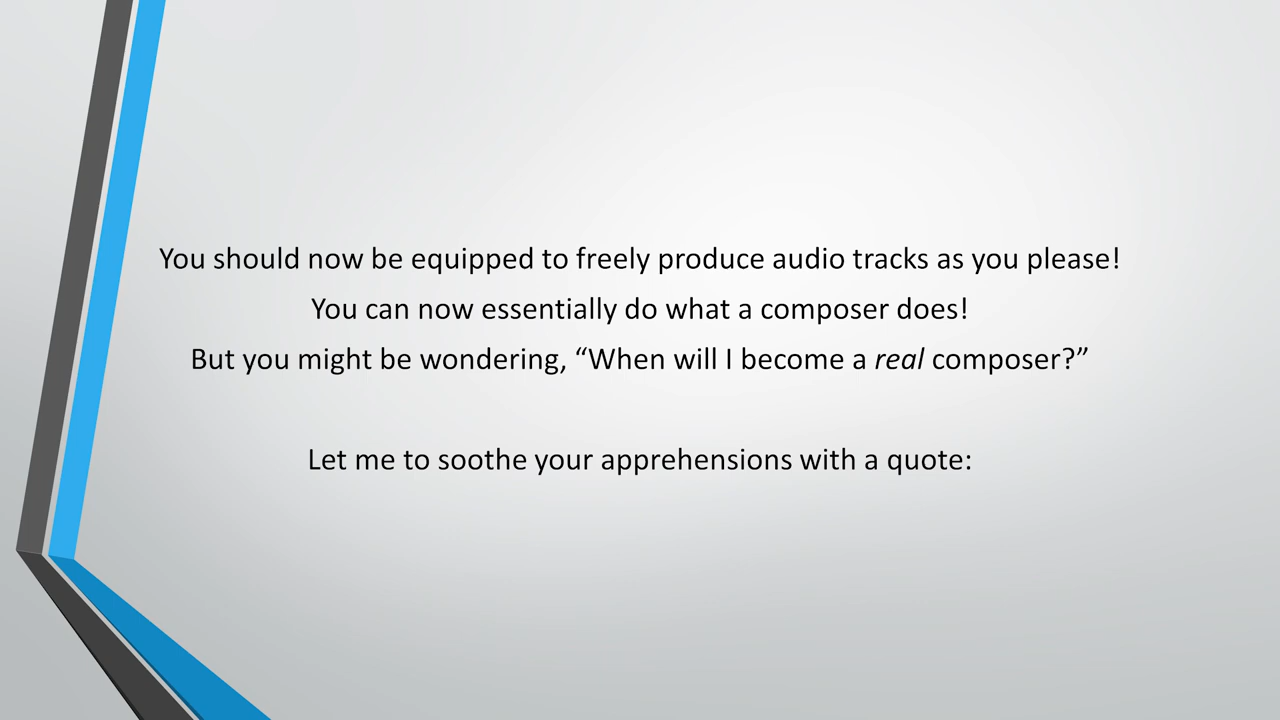 You should now be equipped to freely produce audio tracks as you please!
You can now essentially do what a composer does!
But you might be wondering, “When will I become a real composer?”
Let me to soothe your apprehensions with a quote: